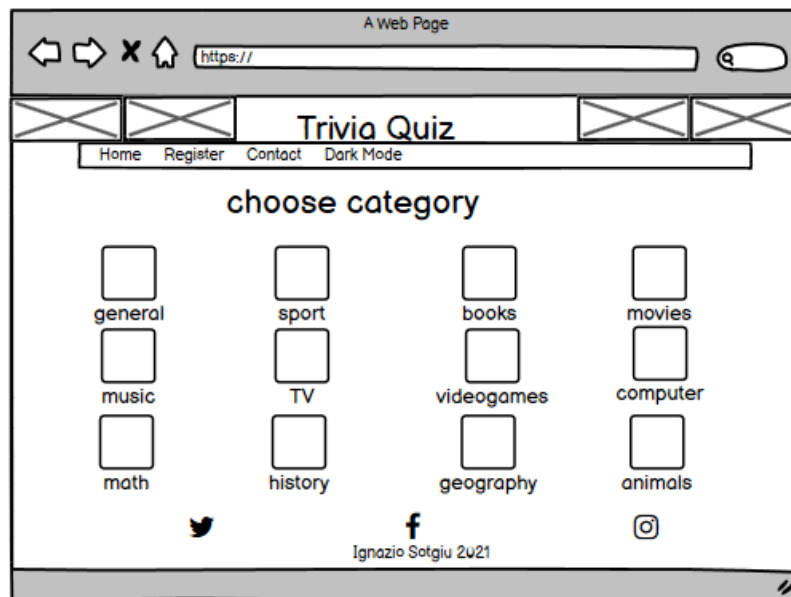 A Web Page
https://
Trivia Quiz
Home Register Contact Dark Mode
choose category
general sport books movies
music TV videogames computer
math history geography animals
Ignazio Sotgiu 2021